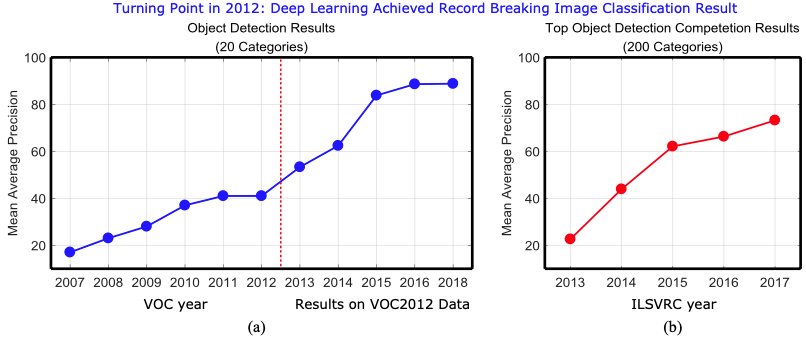 Turning Point in 2012: Deep Learning Achieved Record Breaking Image Classification Result
Object Detection Results
(20 Categories)
Mean Average Precision
100
80
60
40
20
2007 2008 2009 2010 2011 2012 2013 2014 2015 2016 2018
VOC year Results on VOC2012 Data
(a)
Top Object Detection Competetion Results
(200 Categories)
Mean Average Precision
100
80
60
40
20
2013 2014 2015 2016 2017
ILSVRC year
(b)